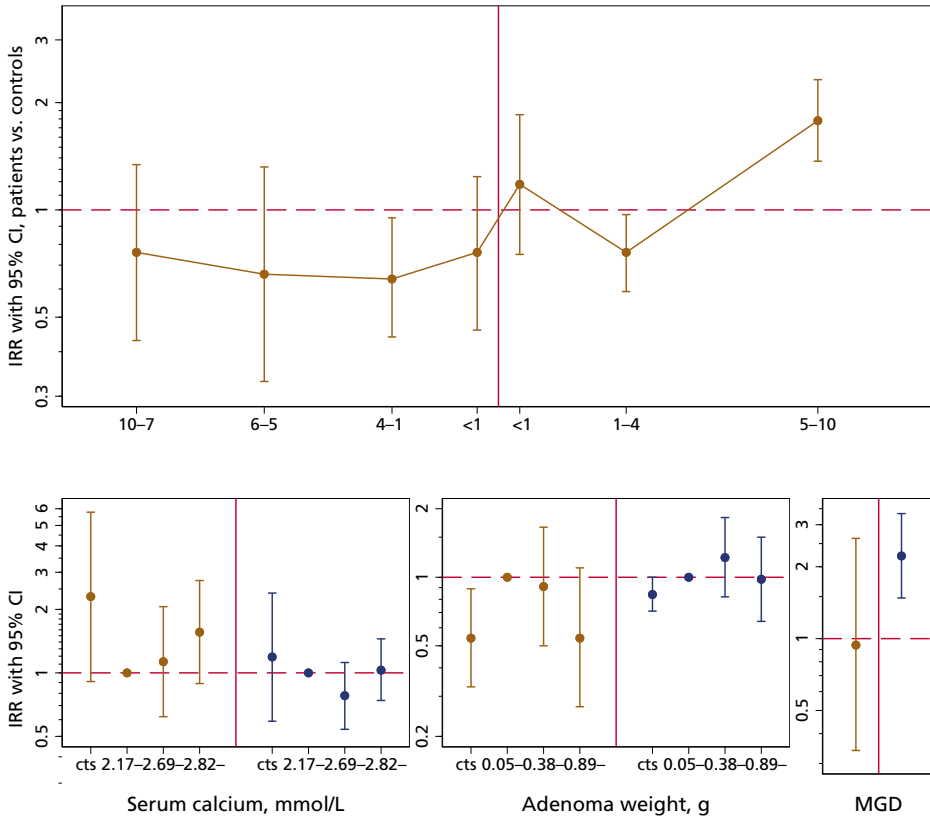 IRR with 95% CI, patients vs. controls
3
2
1
0.5
0.3
10–7 6–5 4–1 <1 <1 1–4 5–10
IRR with 95% CI
6
5
4
3
2
1
0.5
cts 2.17–2.69–2.82– cts 2.17–2.69–2.82–
Serum calcium, mmol/L
2
1
0.5
0.2
cts 0.05–0.38–0.89– cts 0.05–0.38–0.89–
Adenoma weight, g
3
2
1
0.5
MGD